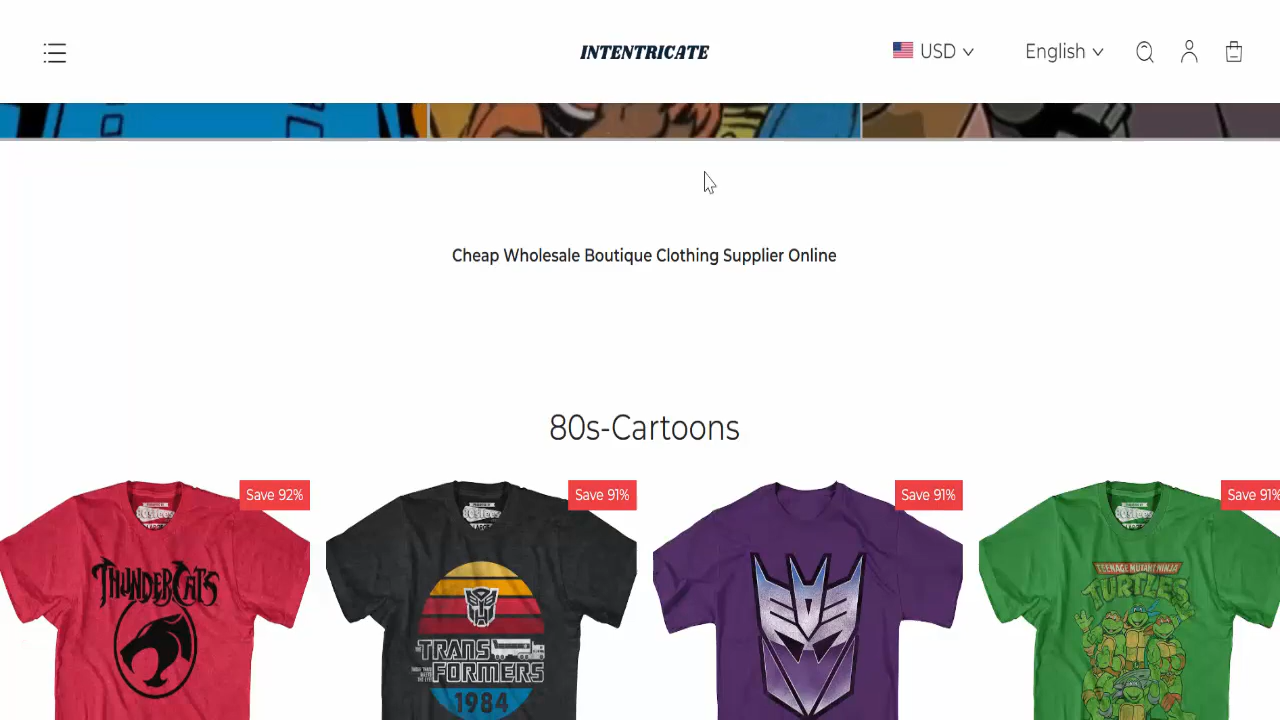 INTENTRICATE
USD
English
Cheap Wholesale Boutique Clothing Supplier Online
80s-Cartoons
Save 92%
Save 91%
Save 91%
Save 91%
THUNDERCATS
TRANS
FORMERS
1984
TEENAGE MUTANT NINJA
TURTLES